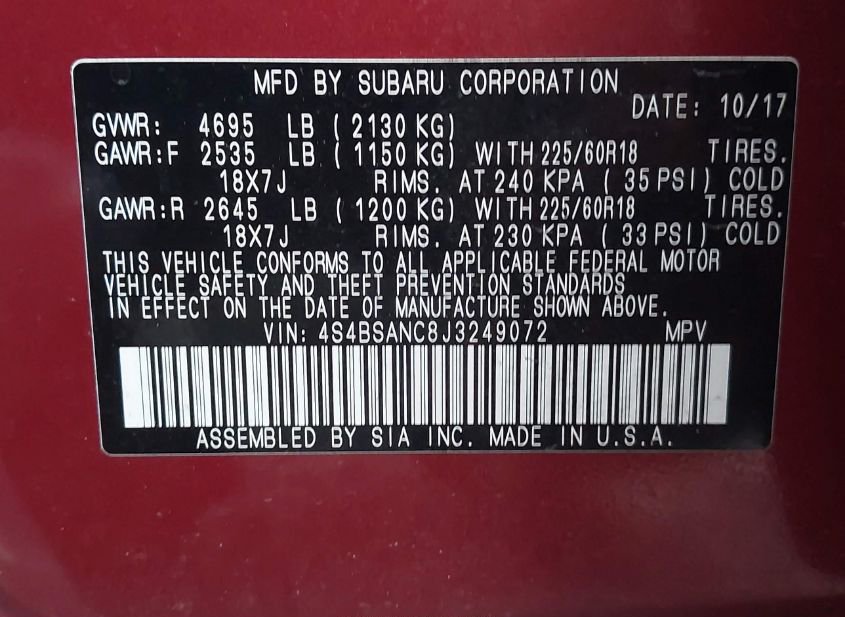 MFD BY SUBARU CORPORATION
DATE: 10/17
GVWR: 4695 LB ( 2130 KG)
GAWR:F 2535 LB ( 1150 KG) WITH 225/60R18 TIRES.
18X7J RIMS. AT 240 KPA ( 35 PSI) COLD
GAWR:R 2645 LB ( 1200 KG) WITH 225/60R18 TIRES.
18X7J RIMS. AT 230 KPA ( 33 PSI) COLD
THIS VEHICLE CONFORMS TO ALL APPLICABLE FEDERAL MOTOR
VEHICLE SAFETY AND THEFT PREVENTION STANDARDS
IN EFFECT ON THE DATE OF MANUFACTURE SHOWN ABOVE.
VIN: 4S4BSANC8J3249072 MPV
ASSEMBLED BY SIA INC. MADE IN U.S.A.